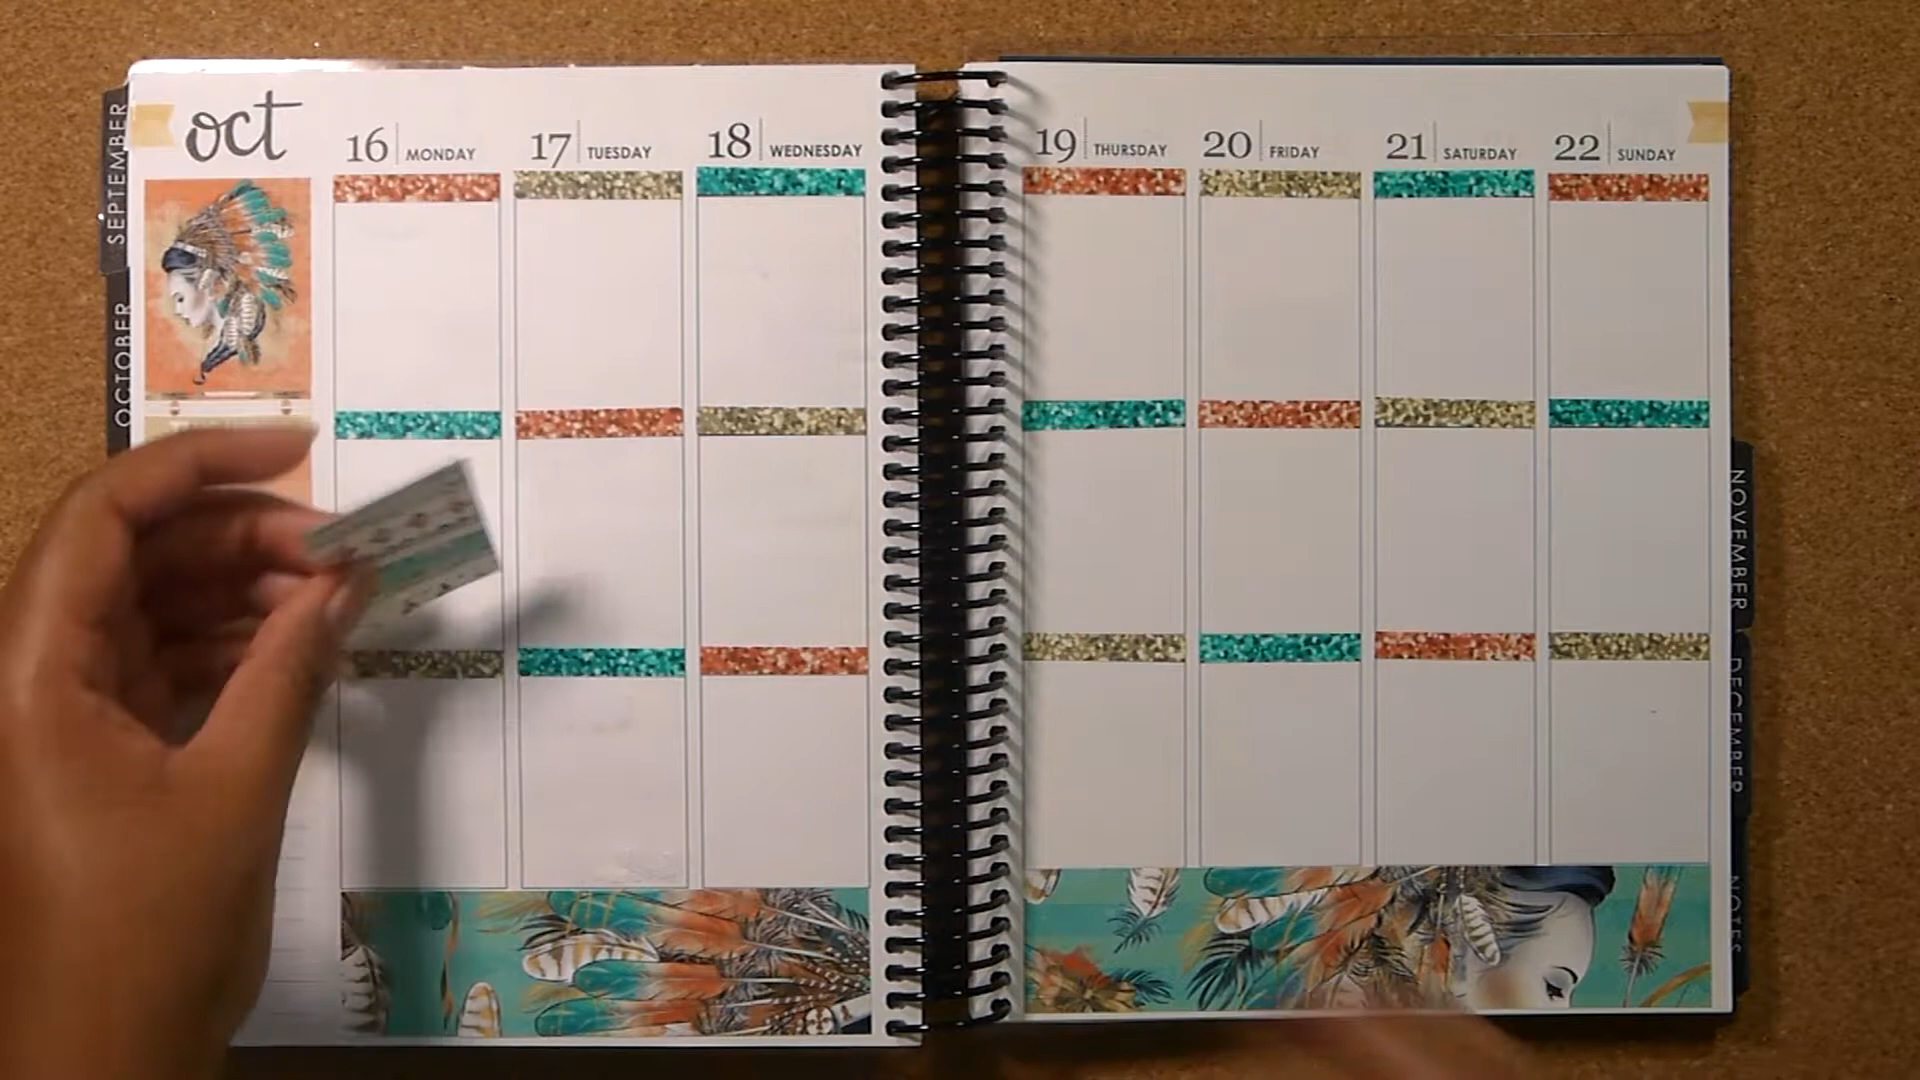 oct
16 MONDAY
17 TUESDAY
18 WEDNESDAY
19 THURSDAY
20 FRIDAY
21 SATURDAY
22 SUNDAY
SEPTEMBER
OCTOBER
NOVEMBER
DECEMBER
NOTES